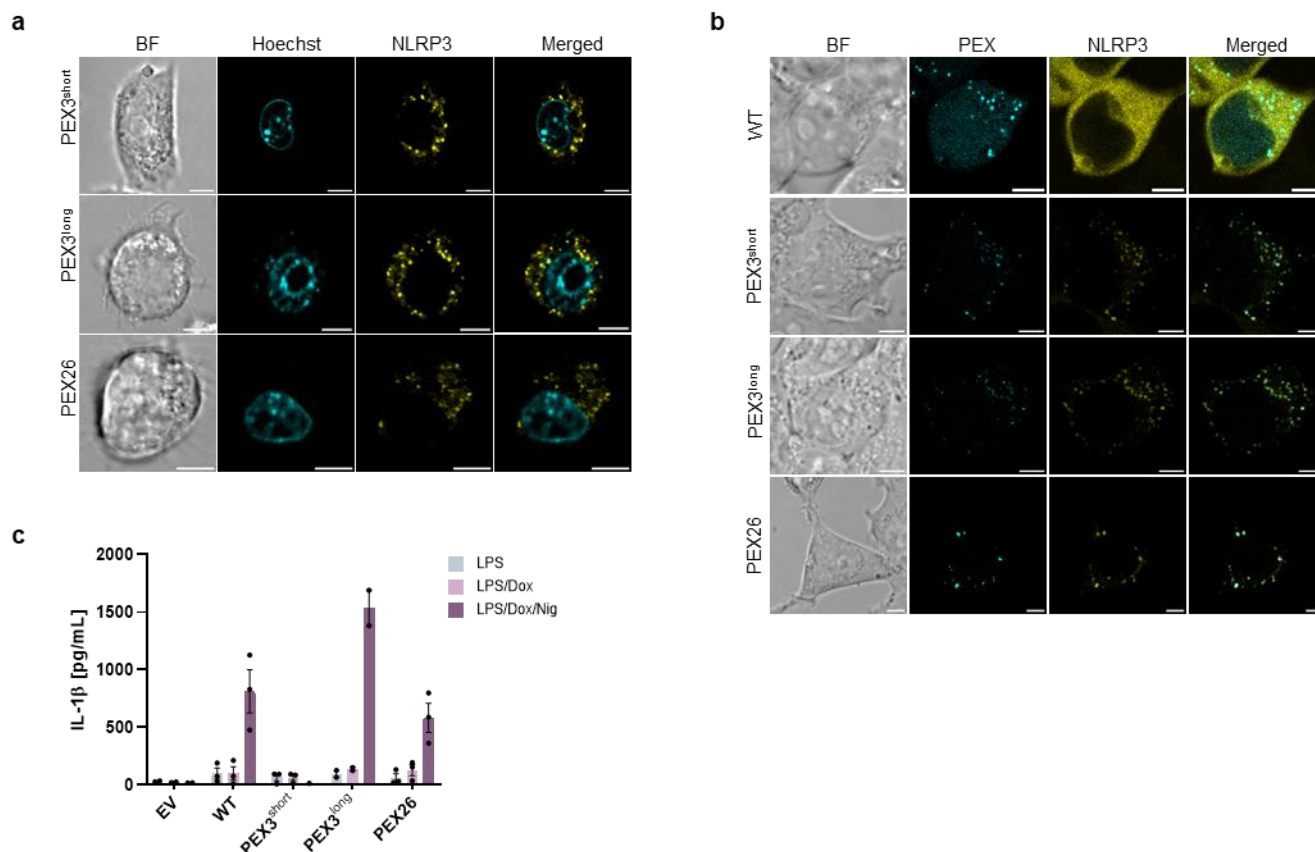 a
BF Hoechst NLRP3 Merged
PEX3short
PEX3long
PEX26
b
BF PEX NLRP3 Merged
WT
PEX3short
PEX3long
PEX26
c
IL-1β [pg/mL]
2000
1500
1000
500
0
EV WT PEX3short PEX3long PEX26
LPS
LPS/Dox
LPS/Dox/Nig